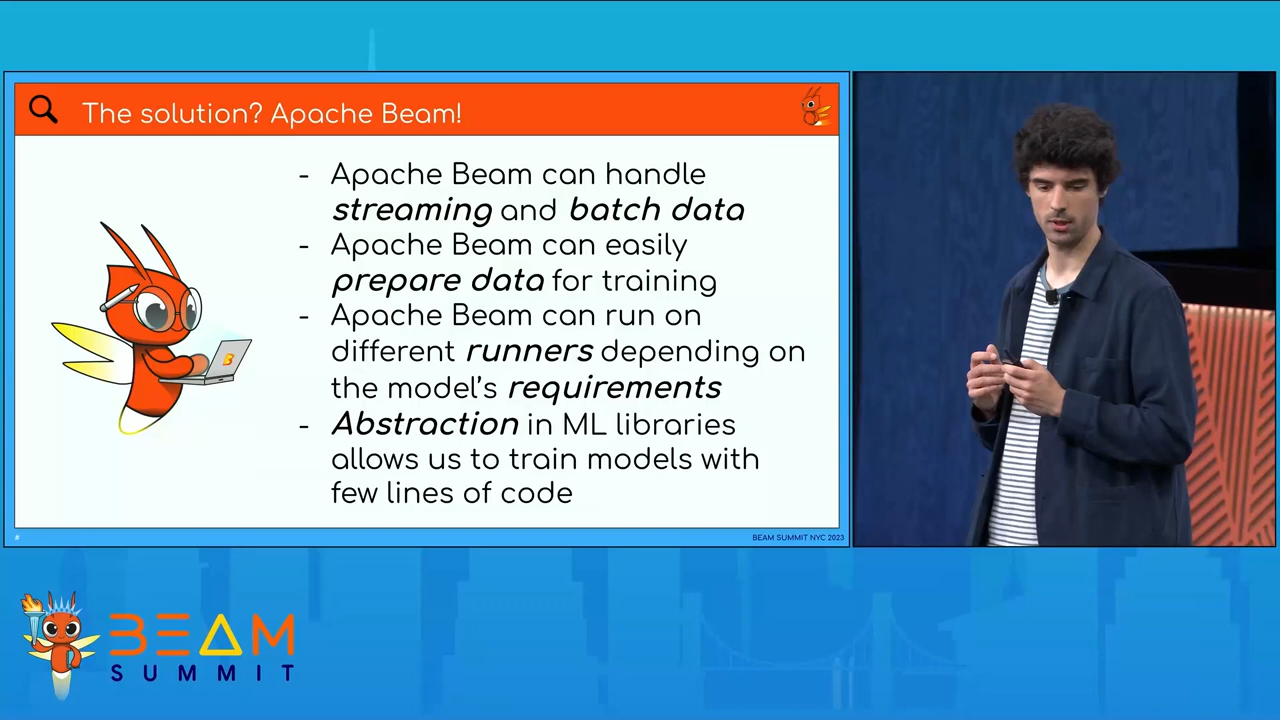 The solution? Apache Beam!
- Apache Beam can handle
streaming and batch data
- Apache Beam can easily
prepare data for training
- Apache Beam can run on
different runners depending on
the model's requirements
- Abstraction in ML libraries
allows us to train models with
few lines of code
#
BEAM SUMMIT NYC 2023
B
BEAM
SUMMIT